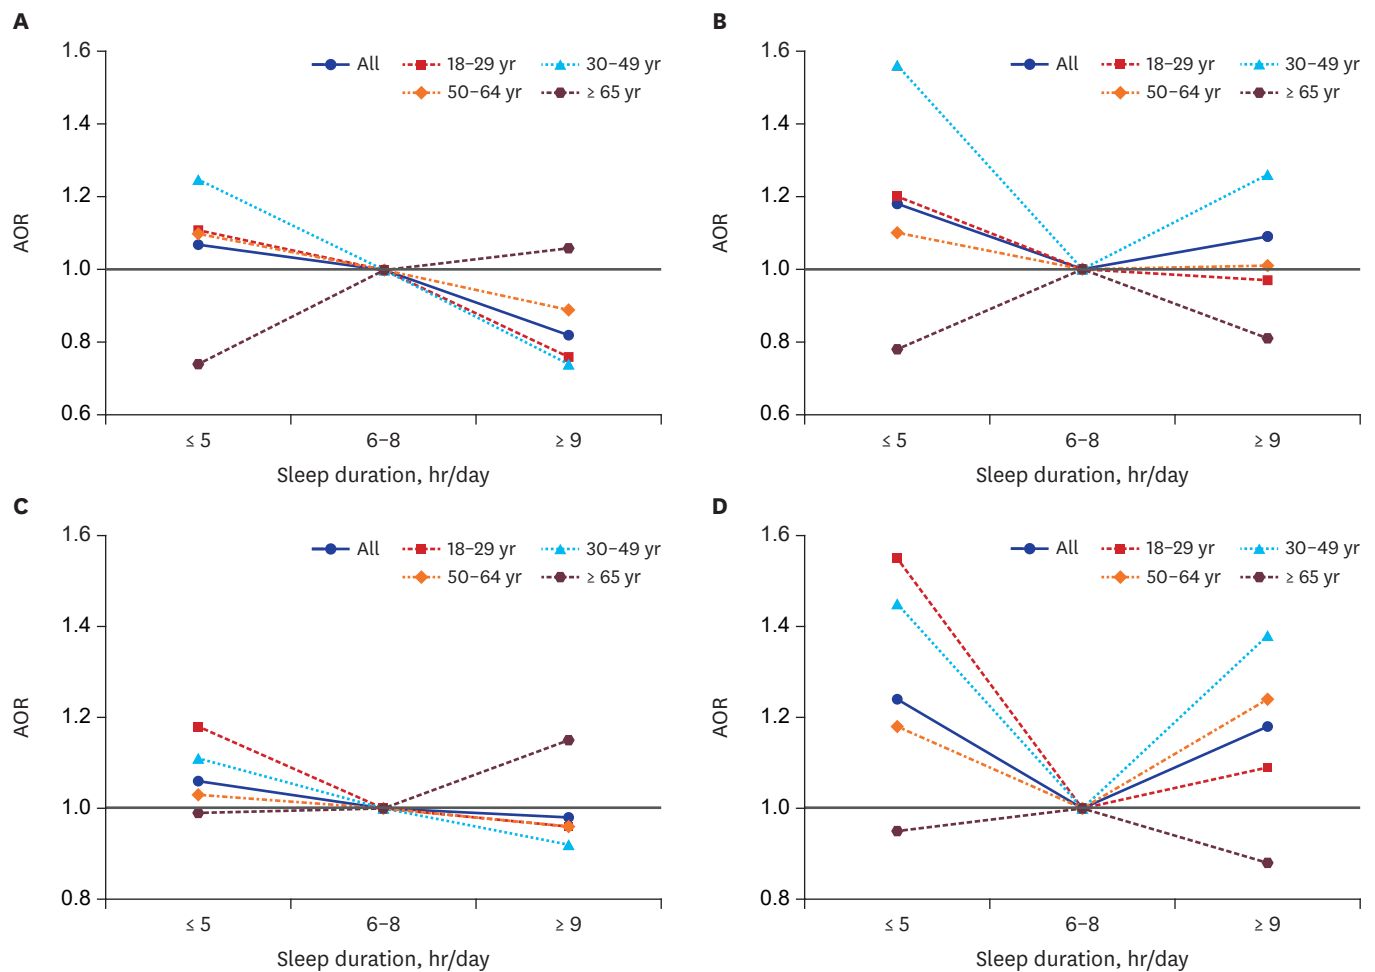 A
1.6
1.4
1.2
1.0
0.8
0.6
AOR
All 18–29 yr 30–49 yr
50–64 yr ≥ 65 yr
≤ 5 6–8 ≥ 9
Sleep duration, hr/day
B
1.6
1.4
1.2
1.0
0.8
0.6
AOR
All 18–29 yr 30–49 yr
50–64 yr ≥ 65 yr
≤ 5 6–8 ≥ 9
Sleep duration, hr/day
C
1.6
1.4
1.2
1.0
0.8
AOR
All 18–29 yr 30–49 yr
50–64 yr ≥ 65 yr
≤ 5 6–8 ≥ 9
Sleep duration, hr/day
D
1.6
1.4
1.2
1.0
0.8
AOR
All 18–29 yr 30–49 yr
50–64 yr ≥ 65 yr
≤ 5 6–8 ≥ 9
Sleep duration, hr/day